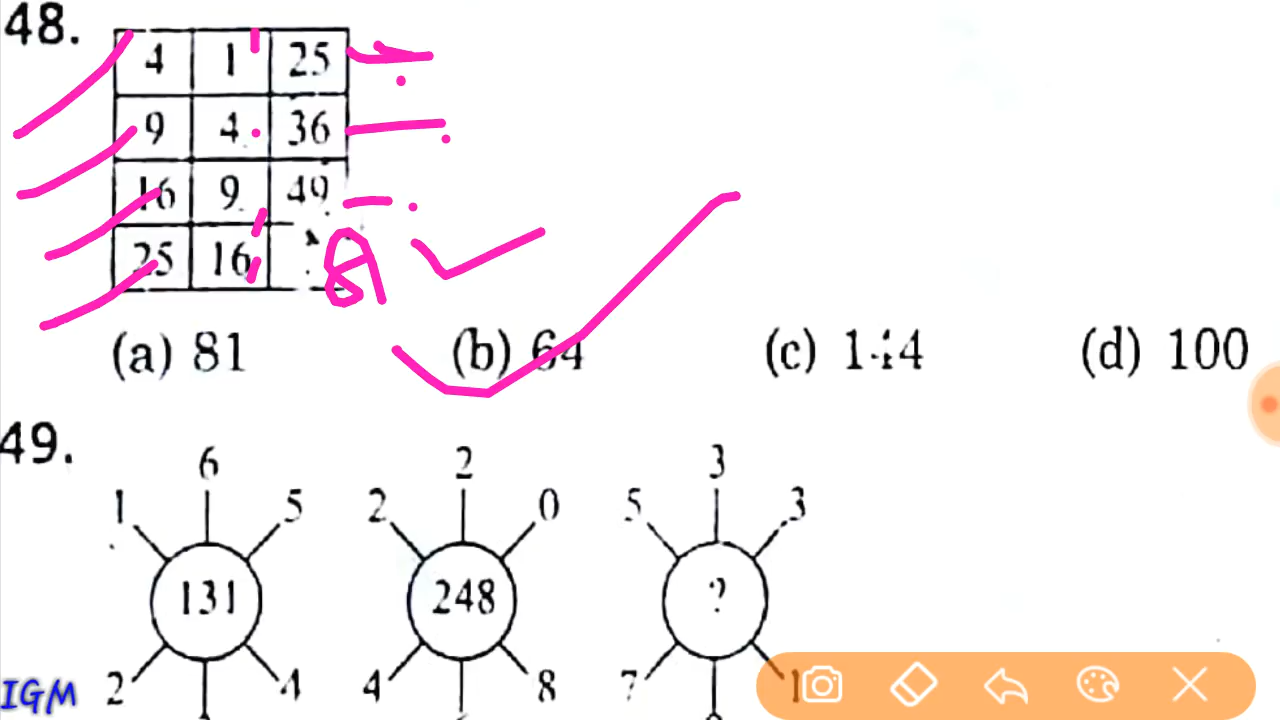 48.
4 1 25
9 4 36
16 9 49
25 16
(a) 81 (b) 64 (c) 144 (d) 100
49.
6 2 3
1 5 2 0 5 3
131 248 ?
2 4 4 8 7 1
IGM